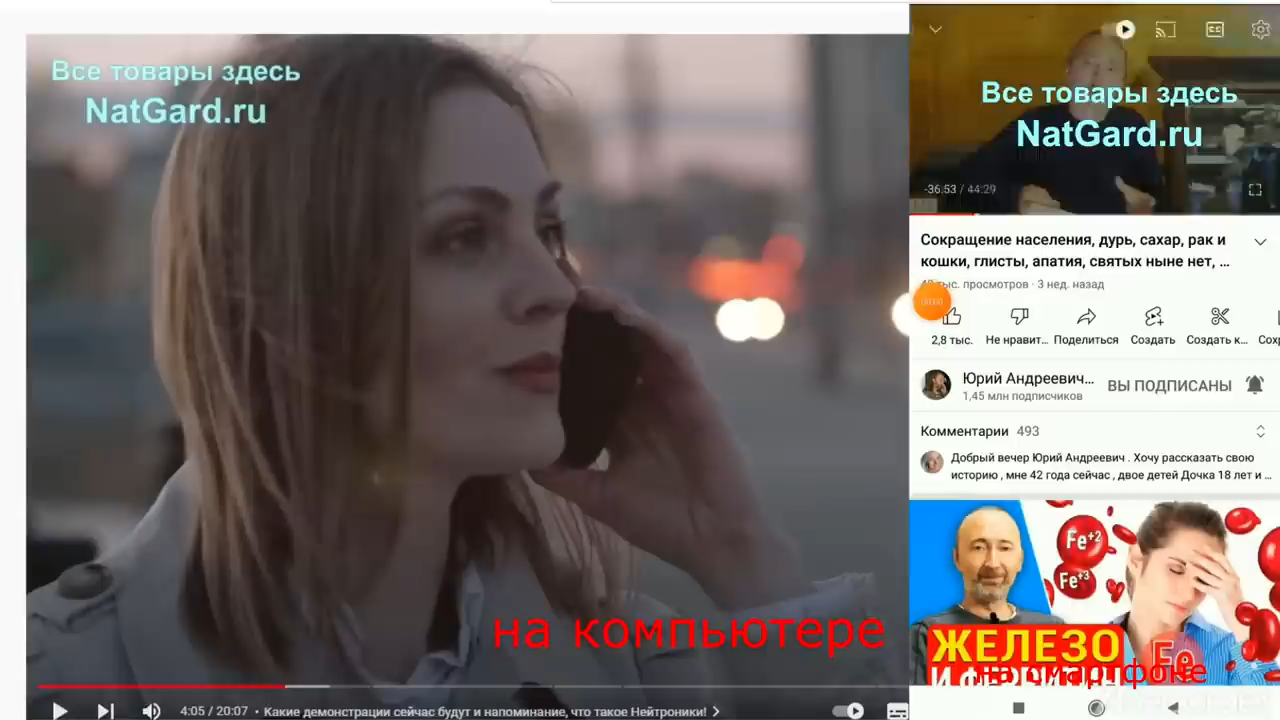 Все товары здесь
NatGard.ru
на компьютере
4:05 / 20:07 • Какие демонстрации сейчас будут и напоминание, что такое Нейтроники!
Все товары здесь
NatGard.ru
-36:53 / 44:29
Сокращение населения, дурь, сахар, рак и
кошки, глисты, апатия, святых ныне нет, ...
тыс. просмотров · 3 нед. назад
00:00
2,8 тыс. Не нравит... Поделиться Создать Создать к...
Юрий Андреевич...
1,45 млн подписчиков
ВЫ ПОДПИСАНЫ
Комментарии 493
Добрый вечер Юрий Андреевич . Хочу рассказать свою
историю , мне 42 года сейчас , двое детей Дочка 18 лет и ...
Fe+2
Fe+3
ЖЕЛЕЗО
Fe